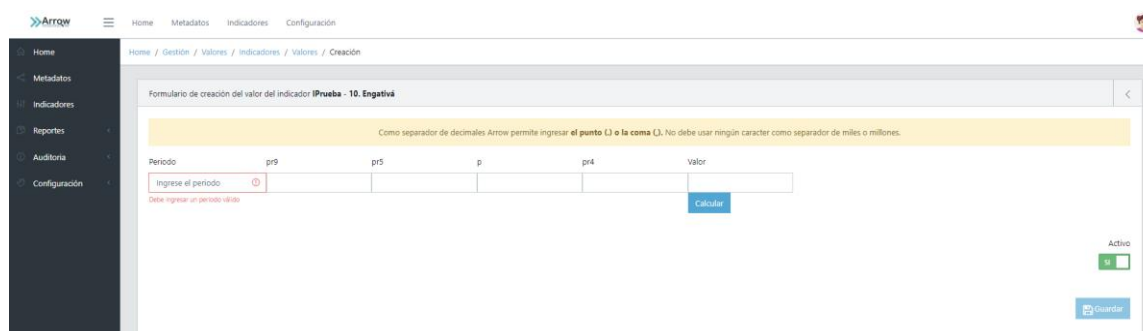 Arrow
Home Metadatos Indicadores Configuración
Home
Metadatos
Indicadores
Reportes
Auditoria
Configuración
Home / Gestión / Valores / Indicadores / Valores / Creación
Formulario de creación del valor del indicador IPrueba - 10. Engativá
Como separador de decimales Arrow permite ingresar el punto (.) o la coma (,). No debe usar ningún caracter como separador de miles o millones.
Periodo pr9 pr5 p pr4 Valor
Ingrese el periodo
Debe ingresar un periodo válido
Calcular
Activo
SI
Guardar